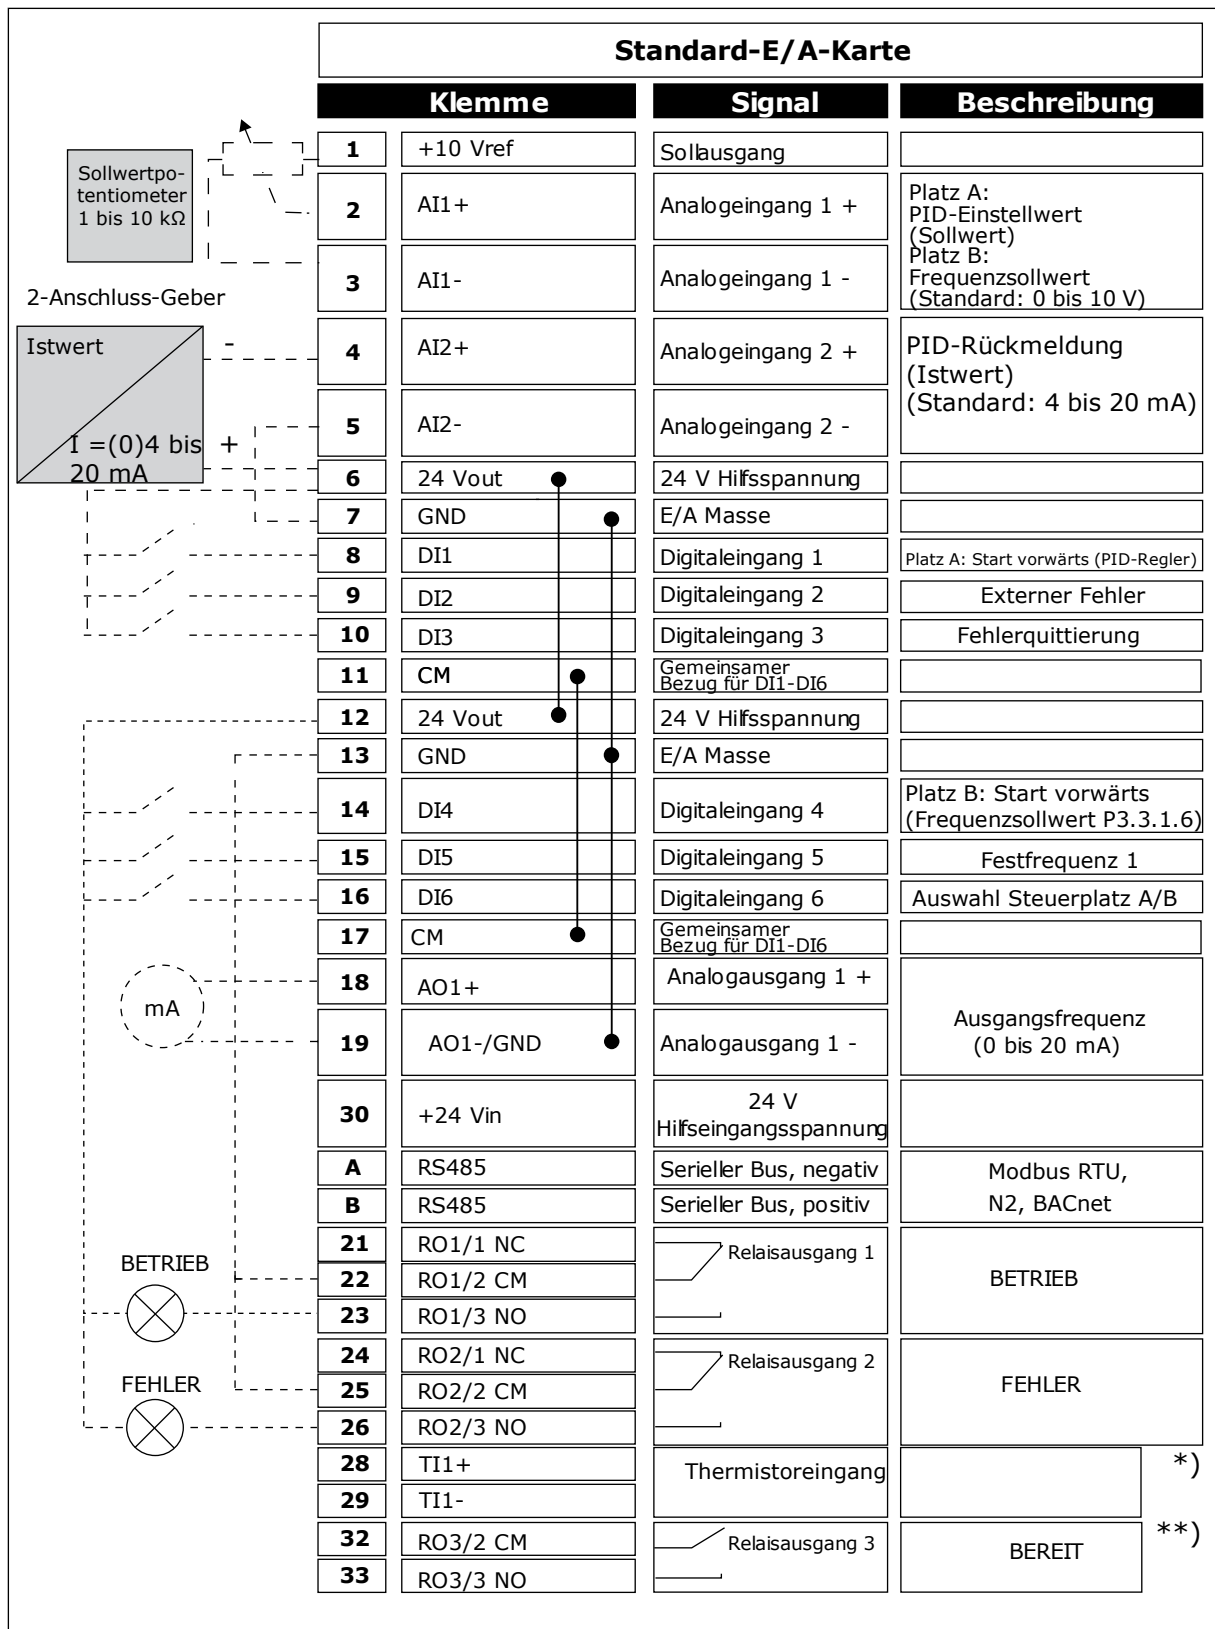 Standard-E/A-Karte
Klemme Signal Beschreibung
Sollwertpo-
tentiometer
1 bis 10 kΩ
2-Anschluss-Geber
Istwert
-
I =(0)4 bis +
20 mA
mA
BETRIEB
FEHLER
1 +10 Vref Sollausgang
2 AI1+ Analogeingang 1 +
Platz A:
PID-Einstellwert
(Sollwert)
Platz B:
Frequenzsollwert
(Standard: 0 bis 10 V)
3 AI1- Analogeingang 1 -
4 AI2+ Analogeingang 2 +
PID-Rückmeldung
(Istwert)
(Standard: 4 bis 20 mA)
5 AI2- Analogeingang 2 -
6 24 Vout 24 V Hilfsspannung
7 GND E/A Masse
8 DI1 Digitaleingang 1 Platz A: Start vorwärts (PID-Regler)
9 DI2 Digitaleingang 2 Externer Fehler
10 DI3 Digitaleingang 3 Fehlerquittierung
11 CM Gemeinsamer
Bezug für DI1-DI6
12 24 Vout 24 V Hilfsspannung
13 GND E/A Masse
14 DI4 Digitaleingang 4 Platz B: Start vorwärts
(Frequenzsollwert P3.3.1.6)
15 DI5 Digitaleingang 5 Festfrequenz 1
16 DI6 Digitaleingang 6 Auswahl Steuerplatz A/B
17 CM Gemeinsamer
Bezug für DI1-DI6
18 AO1+ Analogausgang 1 +
Ausgangsfrequenz
(0 bis 20 mA)
19 AO1-/GND Analogausgang 1 -
30 +24 Vin 24 V
Hilfseingangsspannung
A RS485 Serieller Bus, negativ Modbus RTU,
B RS485 Serieller Bus, positiv N2, BACnet
21 RO1/1 NC Relaisausgang 1
22 RO1/2 CM BETRIEB
23 RO1/3 NO
24 RO2/1 NC Relaisausgang 2
25 RO2/2 CM FEHLER
26 RO2/3 NO
28 TI1+ Thermistoreingang *)
29 TI1-
32 RO3/2 CM Relaisausgang 3 BEREIT **)
33 RO3/3 NO